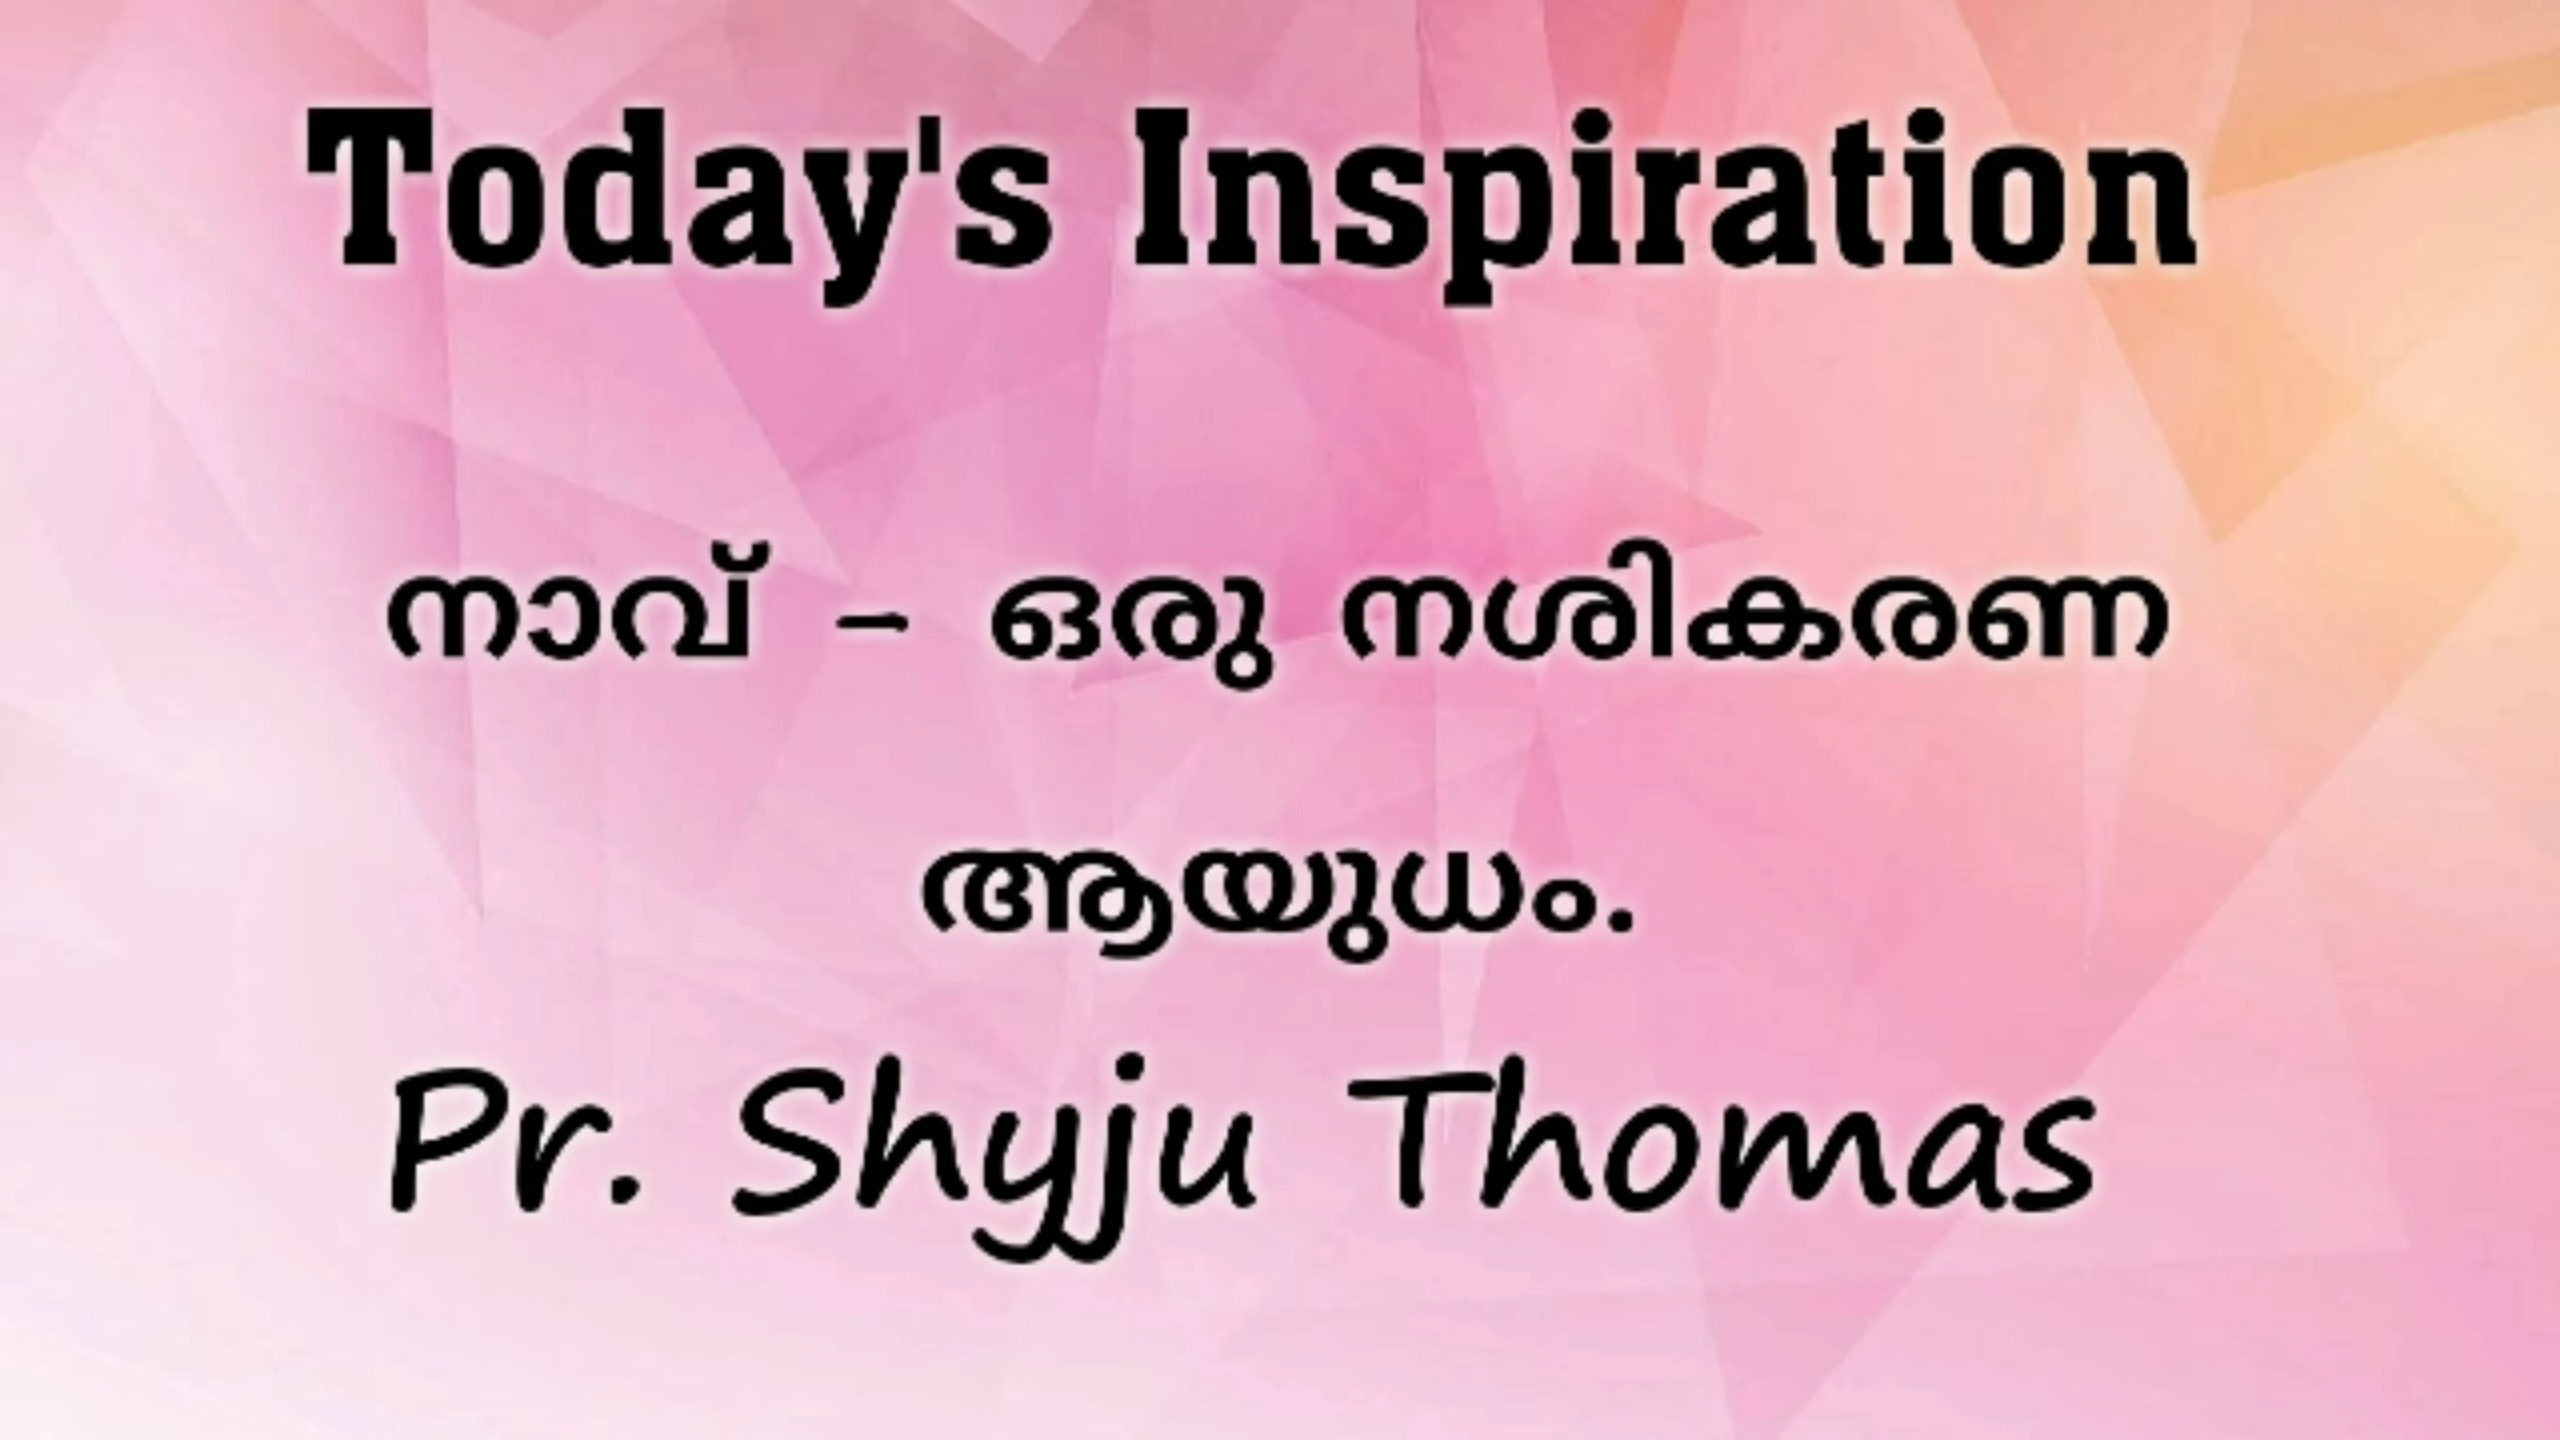 Today's Inspiration
നാവ് - ഒരു നശികരണ
ആയുധം.
Pr. Shyju Thomas